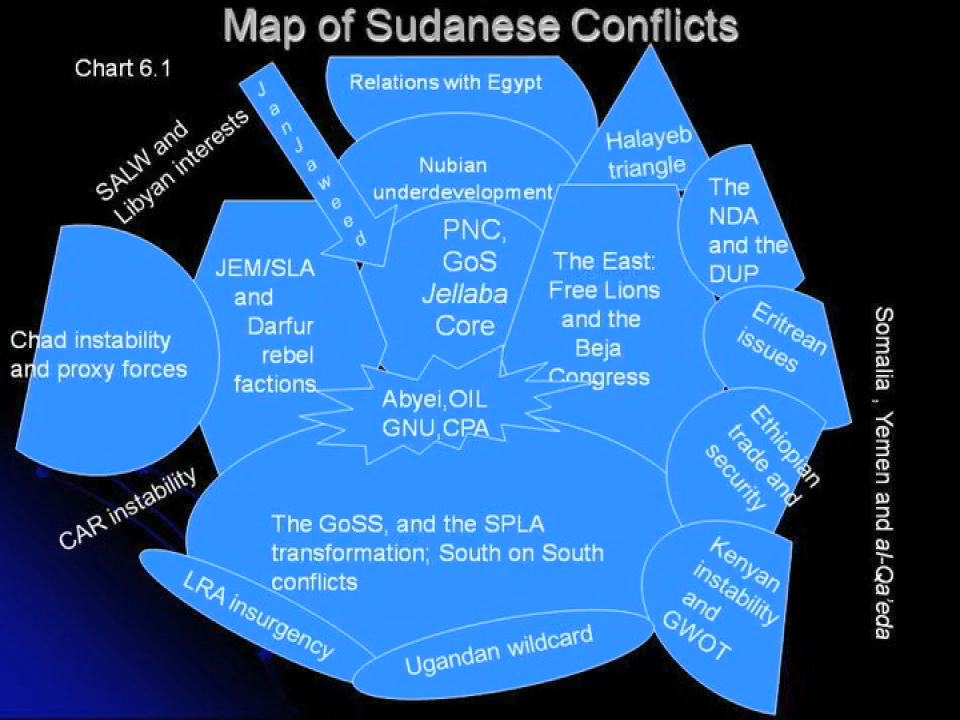 Map of Sudanese Conflicts
Chart 6.1
Relations with Egypt
JanJaweed
SALW and
Libyan interests
Halayeb
triangle
Nubian
underdevelopment
The
NDA
and the
DUP
PNC,
GoS
Jellaba
Core
JEM/SLA
and
Darfur
rebel
factions
The East:
Free Lions
and the
Beja
Congress
Eritrean
issues
Chad instability
and proxy forces
Abyei,OIL
GNU,CPA
Ethiopian
trade and
security
Somalia , Yemen and al-Qa'eda
CAR instability
The GoSS, and the SPLA
transformation; South on South
conflicts
Kenyan
instability
and
GWOT
LRA insurgency
Ugandan wildcard